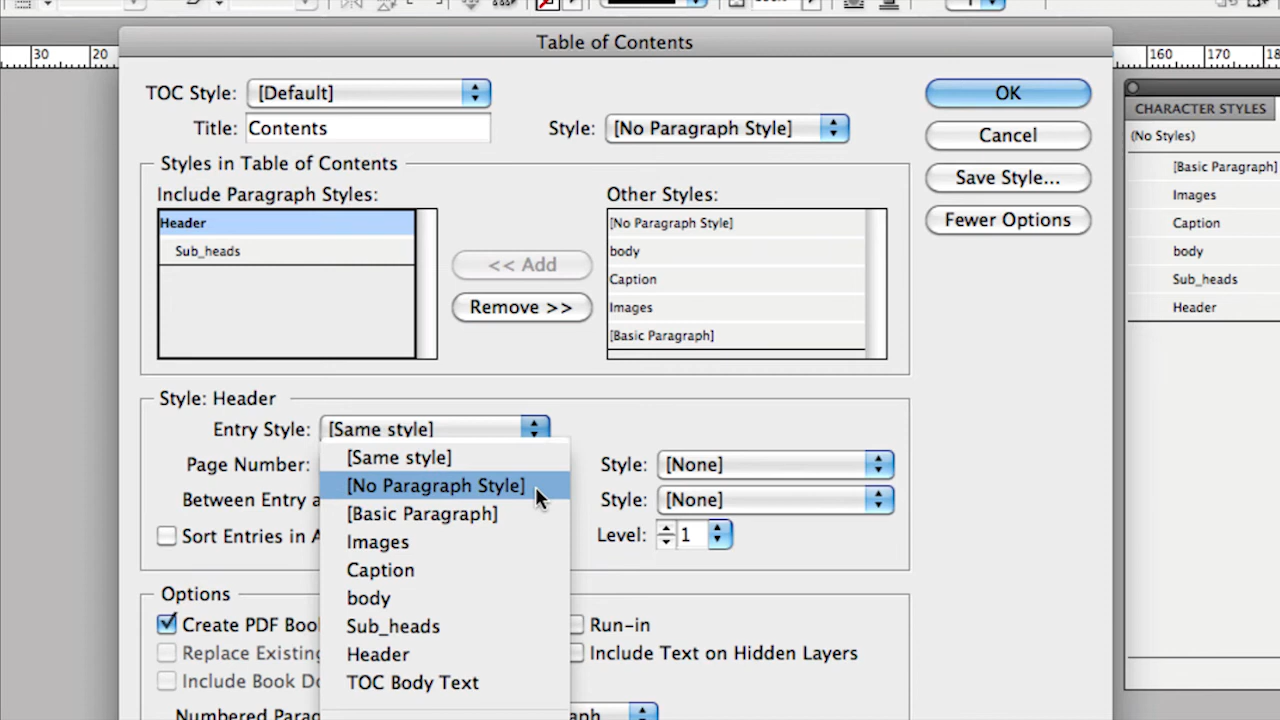 Table of Contents
30 20 160 170 18
TOC Style: [Default] OK
CHARACTER STYLES
Title: Contents Style: [No Paragraph Style] Cancel (No Styles)
Styles in Table of Contents [Basic Paragraph]
Save Style...
Include Paragraph Styles: Other Styles: Images
Header [No Paragraph Style] Fewer Options Caption
Sub_heads body body
<< Add
Caption Sub_heads
Remove >> Images Header
[Basic Paragraph]
Style: Header
Entry Style: [Same style]
[Same style]
Page Number: Style: [None]
[No Paragraph Style]
Between Entry a Style: [None]
[Basic Paragraph]
Sort Entries in A Level: 1
Images
Caption
Options body
Create PDF Boo Run-in
Sub_heads
Replace Existing Header Include Text on Hidden Layers
Include Book Do TOC Body Text
Numbered Parag raph